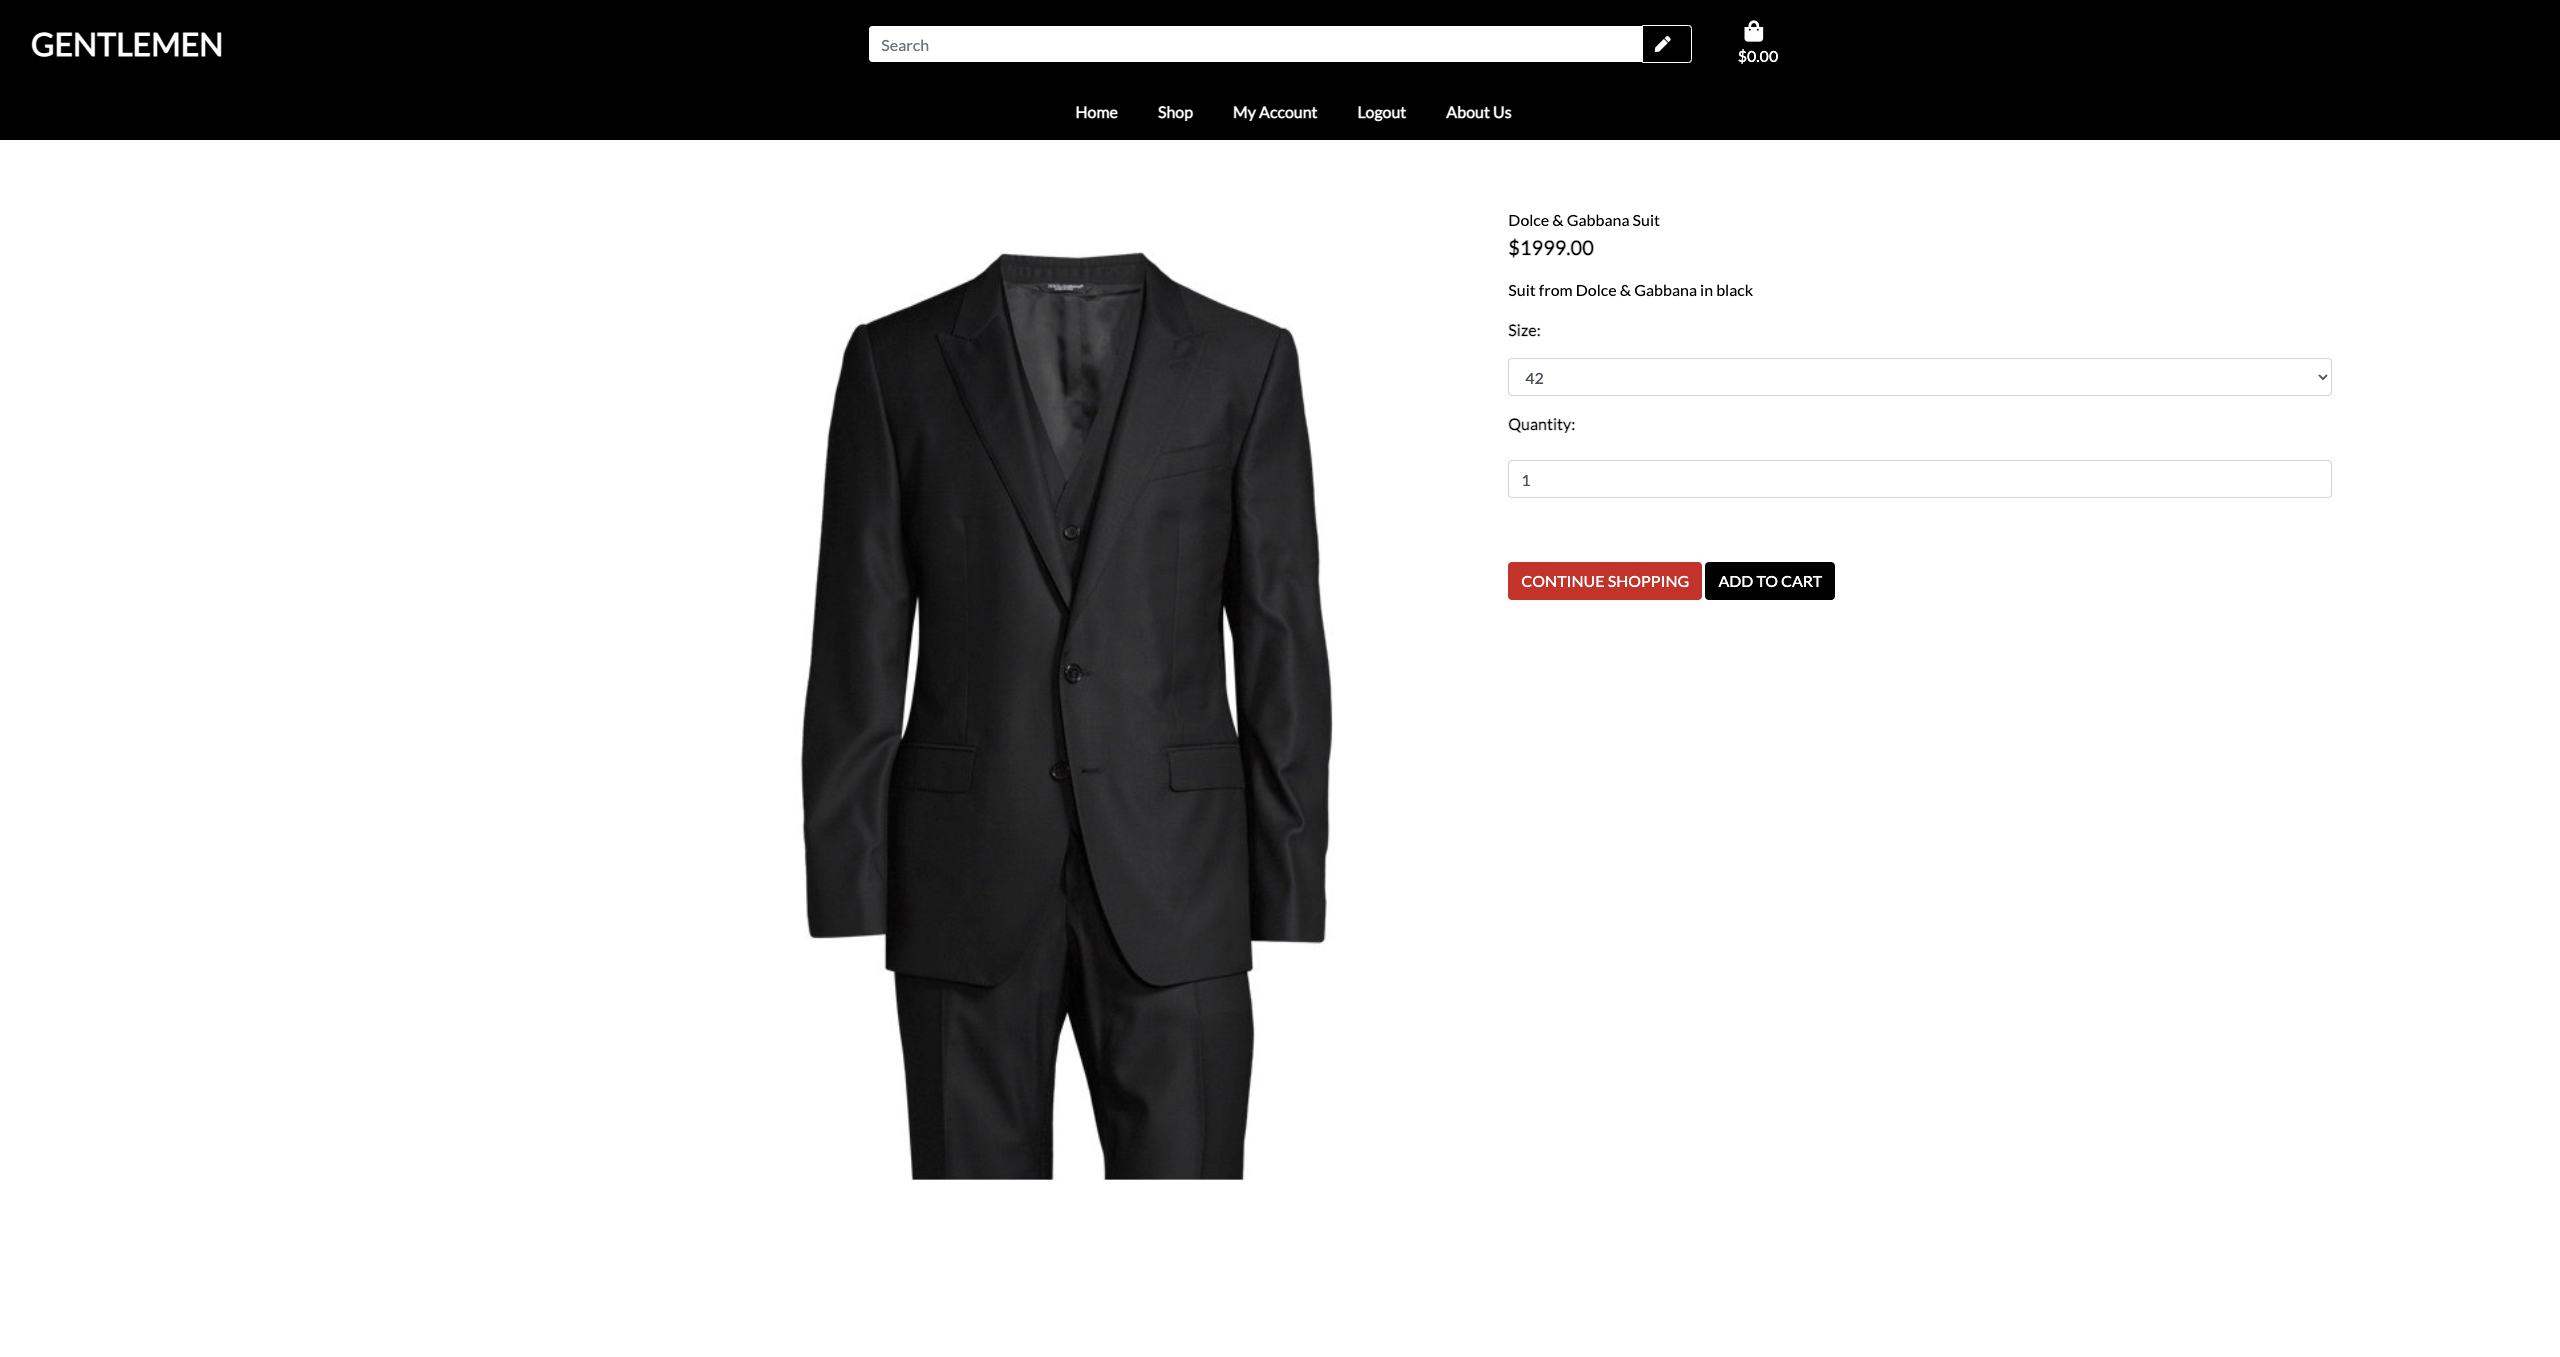 GENTLEMEN
Search
$0.00
Home Shop My Account Logout About Us
Dolce & Gabbana Suit
$1999.00
Suit from Dolce & Gabbana in black
Size:
42
Quantity:
1
CONTINUE SHOPPING ADD TO CART